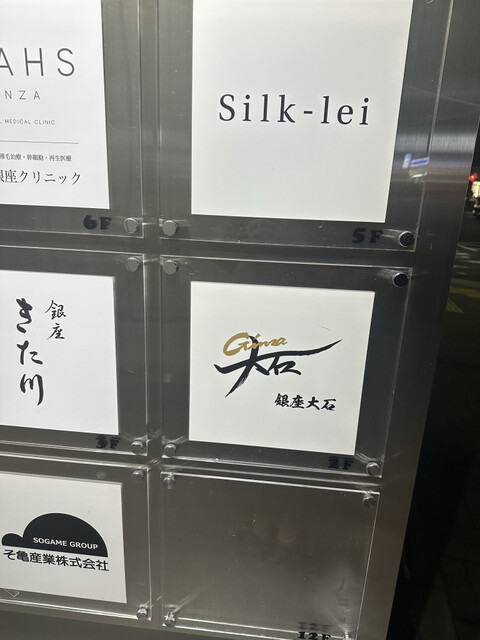 AHS
NZA
L MEDICAL CLINIC
薄毛治療・幹細胞・再生医療
銀座クリニック
6F
Silk-lei
5F
銀座
きた川
3F
Ginza
大石
銀座大石
2F
SOGAME GROUP
そ亀産業株式会社
12F